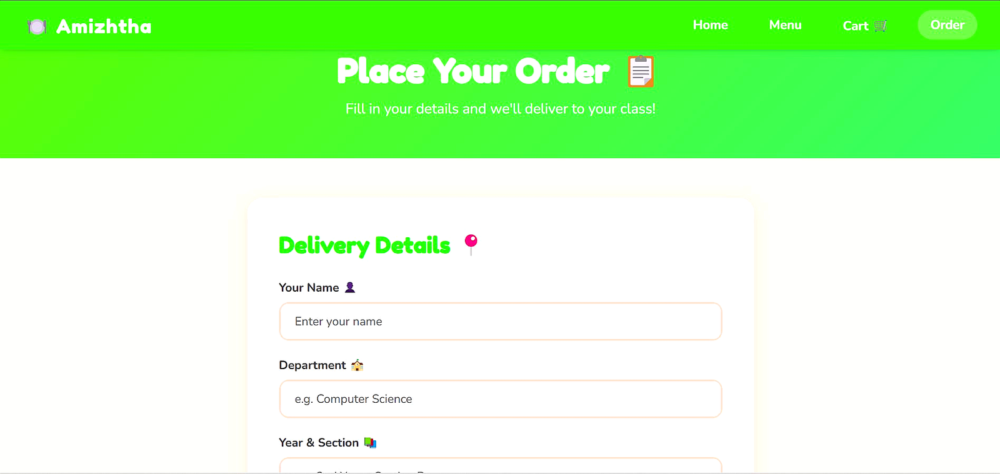 Amizhtha
Home Menu Cart Order
Place Your Order
Fill in your details and we'll deliver to your class!
Delivery Details
Your Name
Enter your name
Department
e.g. Computer Science
Year & Section